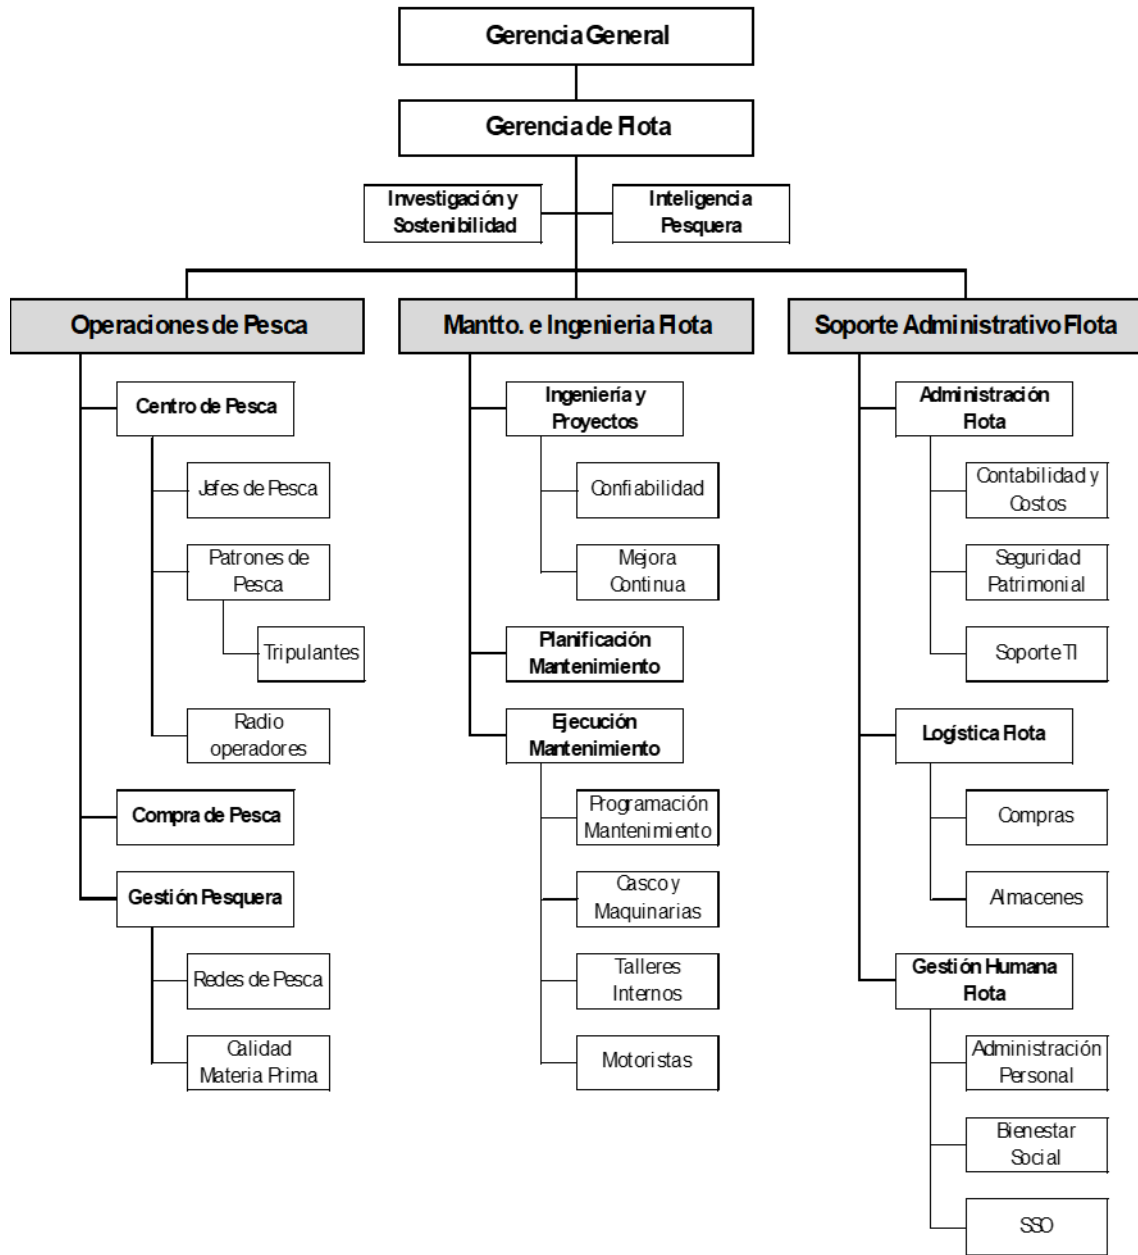 Gerencia General
Gerencia de Flota
Investigación y
Sostenibilidad
Inteligencia
Pesquera
Operaciones de Pesca
Centro de Pesca
Jefes de Pesca
Patrones de
Pesca
Tripulantes
Radio
operadores
Compra de Pesca
Gestión Pesquera
Redes de Pesca
Calidad
Materia Prima
Mantto. e Ingenieria Flota
Ingeniería y
Proyectos
Confiabilidad
Mejora
Continua
Planificación
Mantenimiento
Ejecución
Mantenimiento
Programación
Mantenimiento
Casco y
Maquinarias
Talleres
Internos
Motoristas
Soporte Administrativo Flota
Administración
Flota
Contabilidad y
Costos
Seguridad
Patrimonial
Soporte TI
Logística Flota
Compras
Almacenes
Gestión Humana
Flota
Administración
Personal
Bienestar
Social
SSO